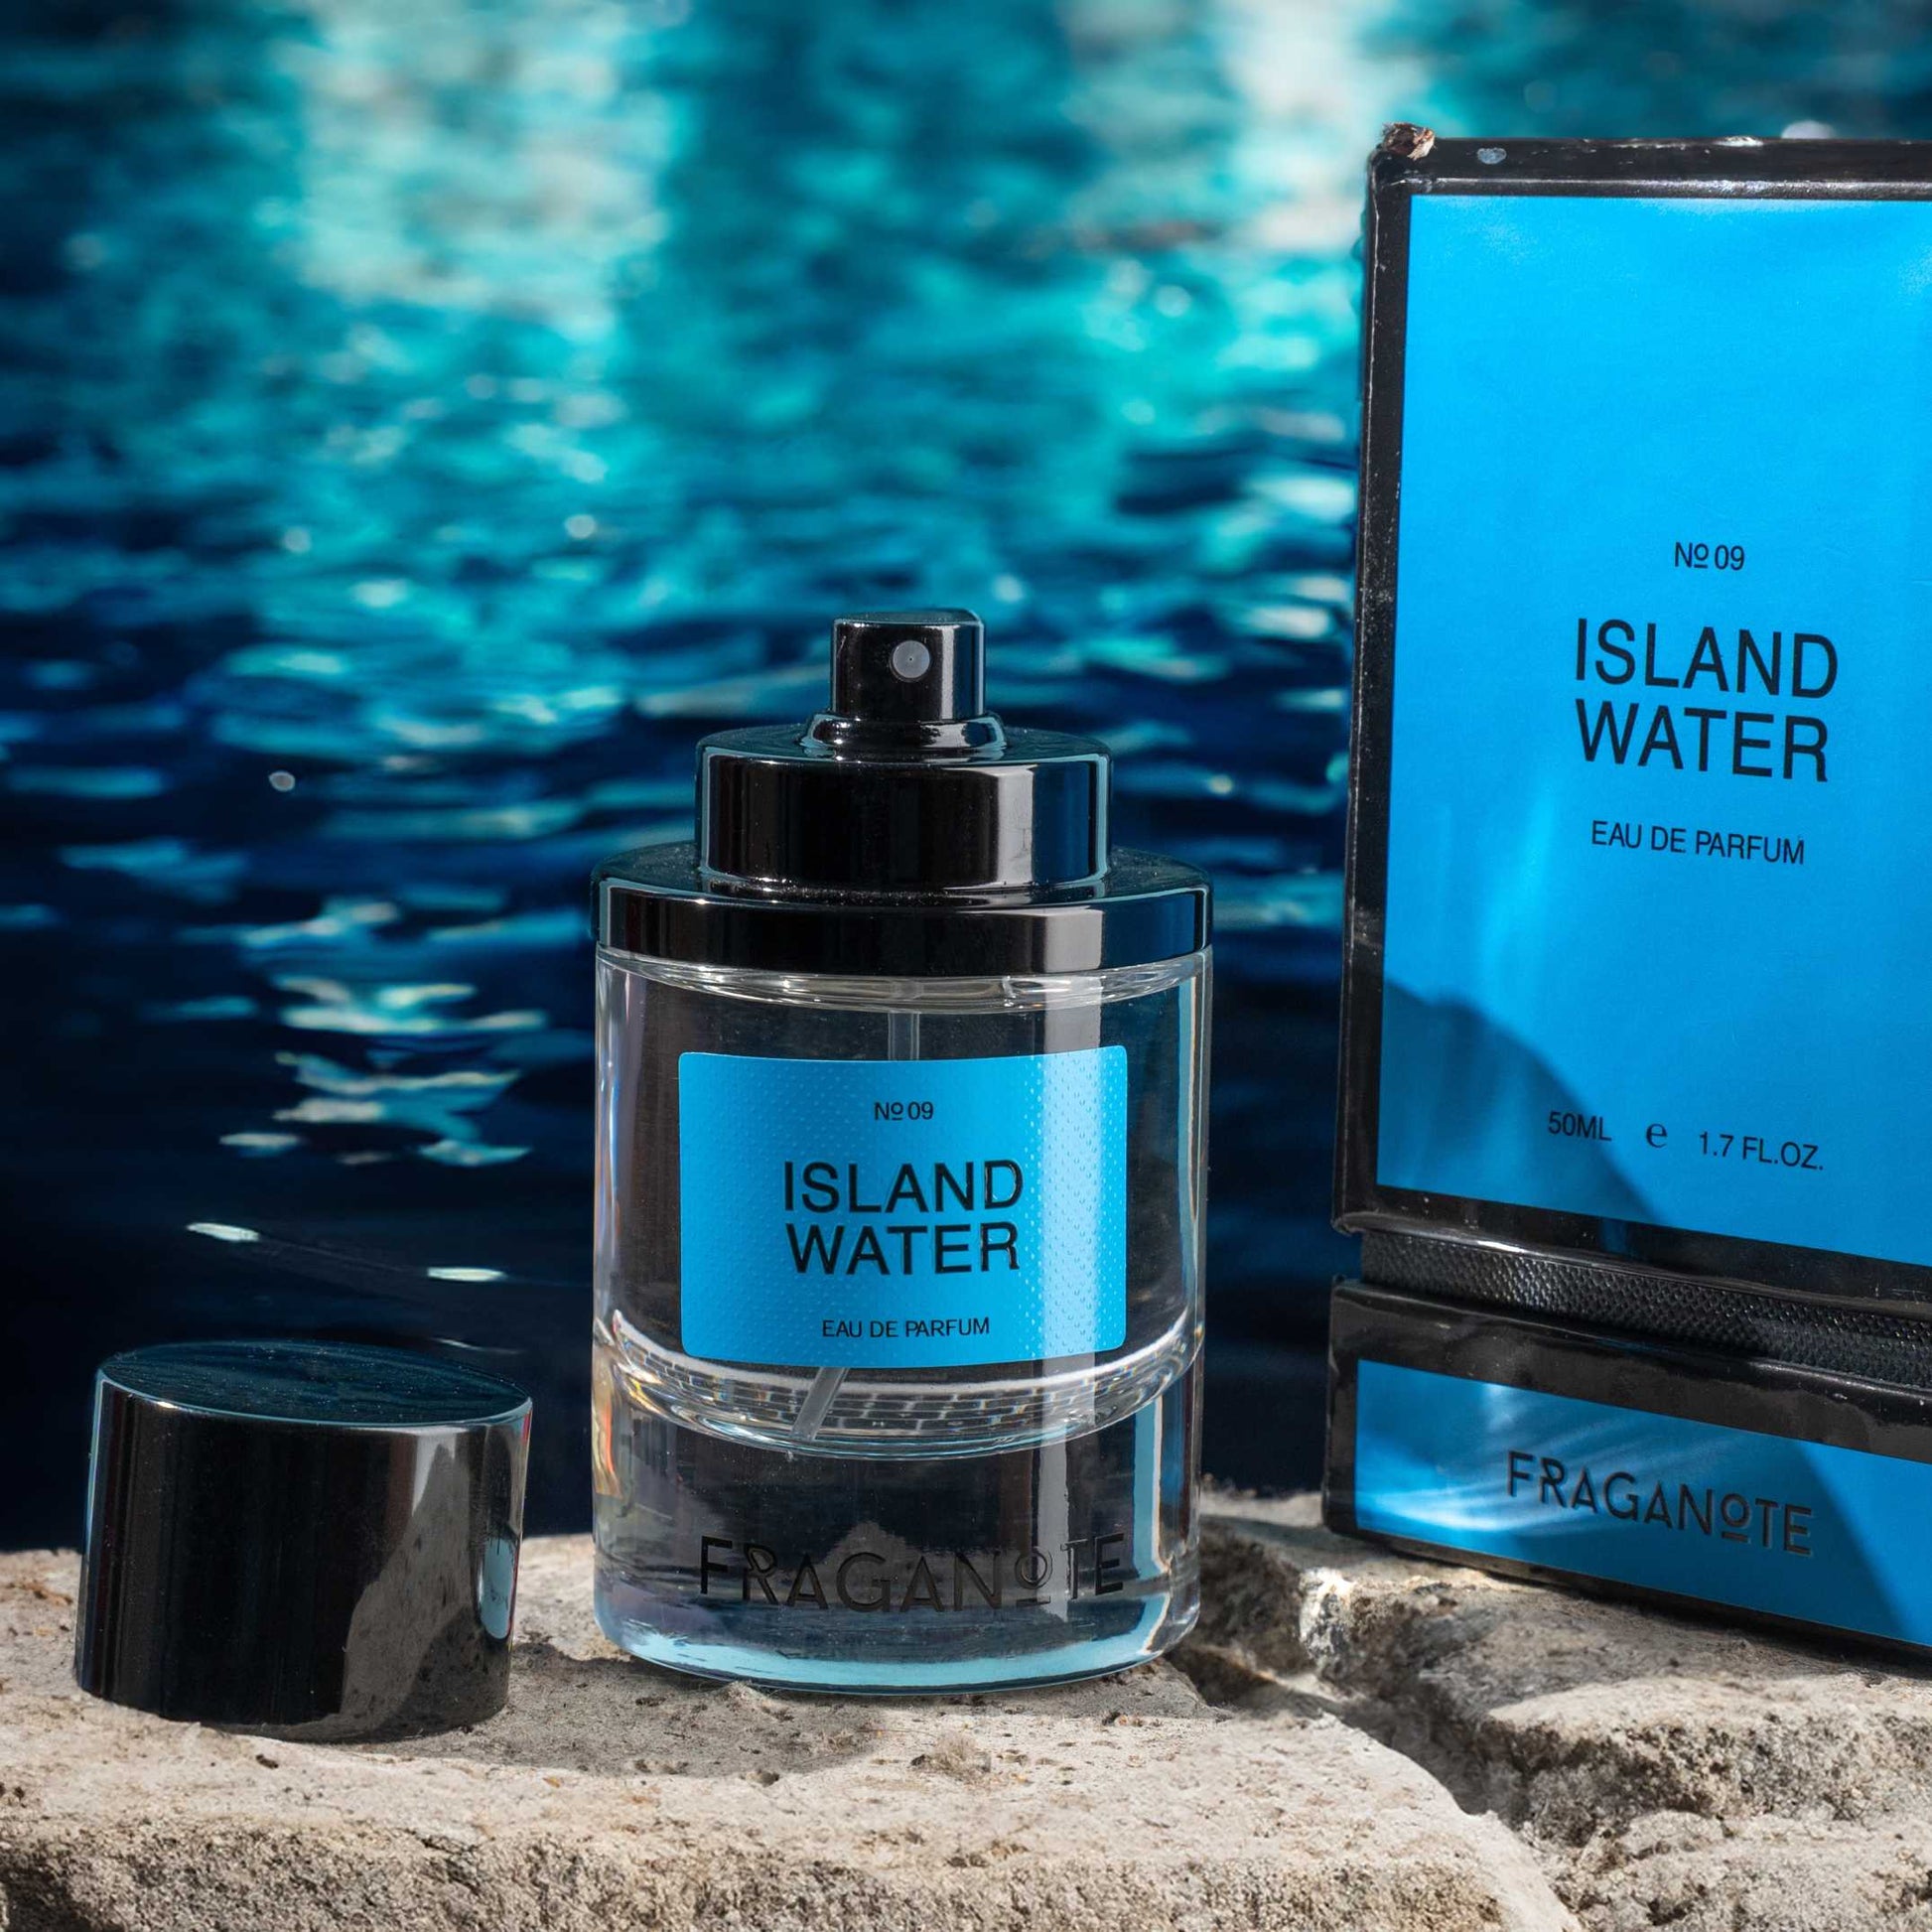 Nº 09
ISLAND
WATER
EAU DE PARFUM
FRAGANOTE
Nº 09
ISLAND
WATER
EAU DE PARFUM
50ML ℮ 1.7 FL.OZ.
FRAGANOTE